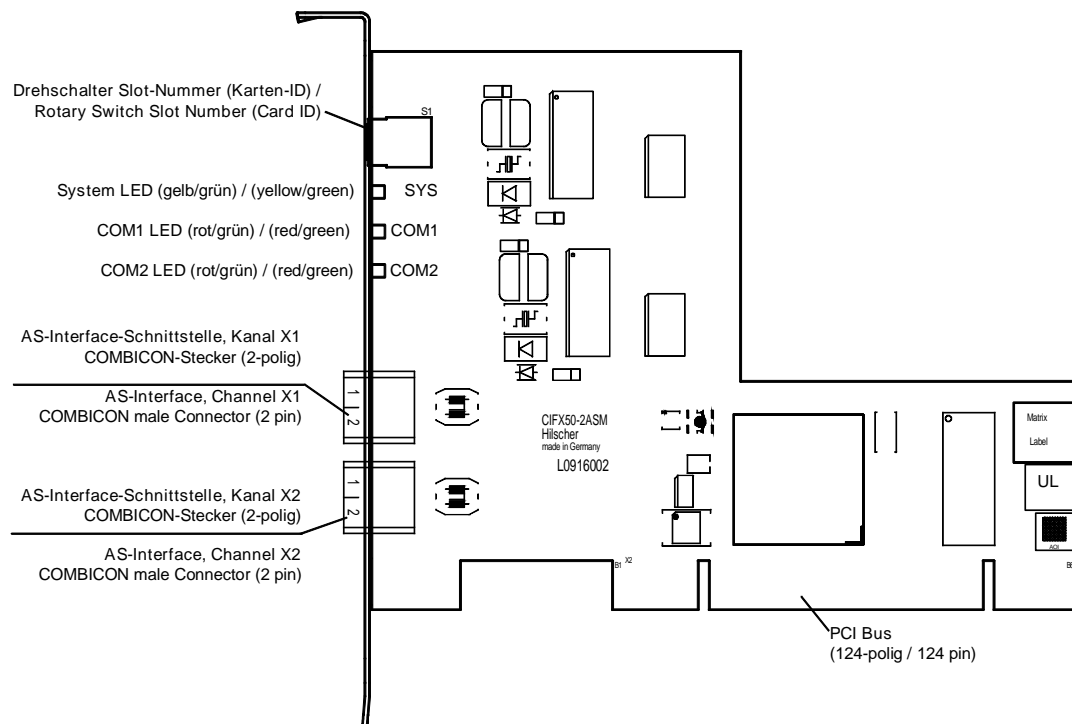 Drehschalter Slot-Nummer (Karten-ID) /
Rotary Switch Slot Number (Card ID)
S1
System LED (gelb/grün) / (yellow/green)
SYS
COM1 LED (rot/grün) / (red/green)
COM1
COM2 LED (rot/grün) / (red/green)
COM2
AS-Interface-Schnittstelle, Kanal X1
COMBICON-Stecker (2-polig)
AS-Interface, Channel X1
COMBICON male Connector (2 pin)
1
2
AS-Interface-Schnittstelle, Kanal X2
COMBICON-Stecker (2-polig)
AS-Interface, Channel X2
COMBICON male Connector (2 pin)
1
2
CIFX50-2ASM
Hilscher
made in Germany
L0916002
Matrix
Label
UL
AOI
B1
X2
PCI Bus
(124-polig / 124 pin)